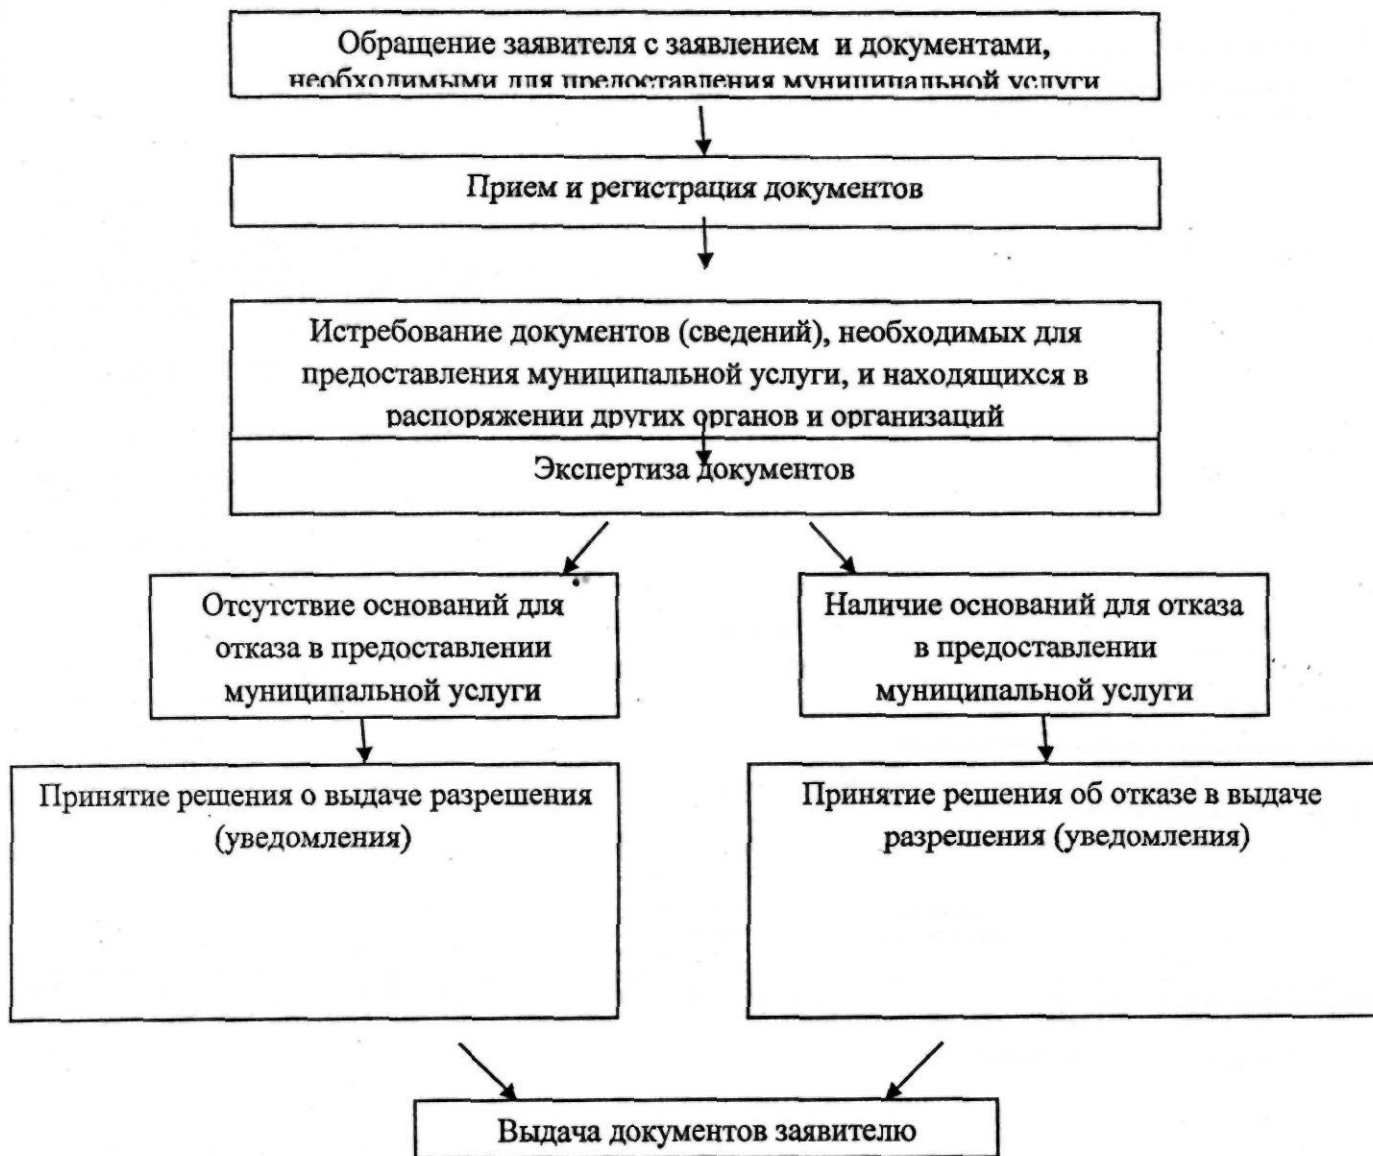 Обращение заявителя с заявлением и документами,
необходимыми для предоставления муниципальной услуги
Прием и регистрация документов
Истребование документов (сведений), необходимых для
предоставления муниципальной услуги, и находящихся в
распоряжении других органов и организаций
Экспертиза документов
Отсутствие оснований для
отказа в предоставлении
муниципальной услуги
Наличие оснований для отказа
в предоставлении
муниципальной услуги
Принятие решения о выдаче разрешения
(уведомления)
Принятие решения об отказе в выдаче
разрешения (уведомления)
Выдача документов заявителю